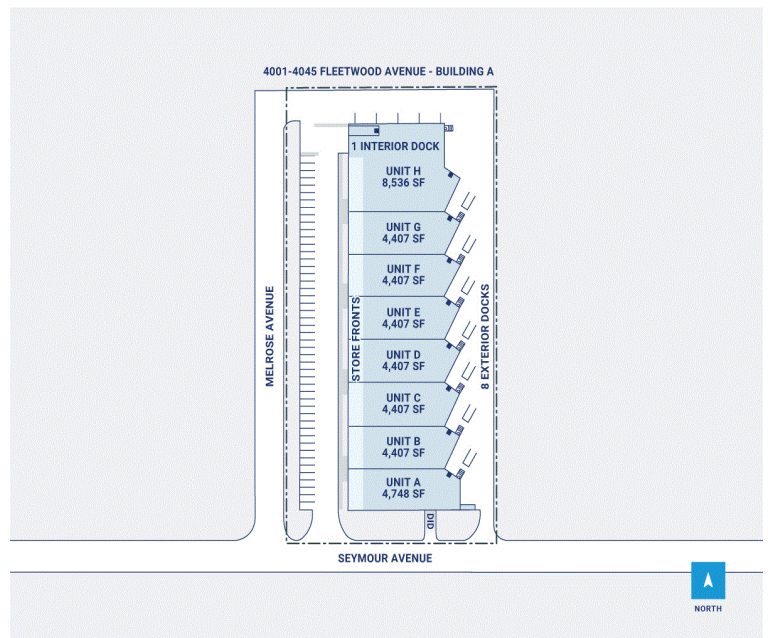 4001-4045 FLEETWOOD AVENUE - BUILDING A
1 INTERIOR DOCK
UNIT H
8,536 SF
UNIT G
4,407 SF
UNIT F
4,407 SF
UNIT E
4,407 SF
UNIT D
4,407 SF
UNIT C
4,407 SF
UNIT B
4,407 SF
UNIT A
4,748 SF
MELROSE AVENUE
STORE FRONTS
8 EXTERIOR DOCKS
DID
SEYMOUR AVENUE
NORTH